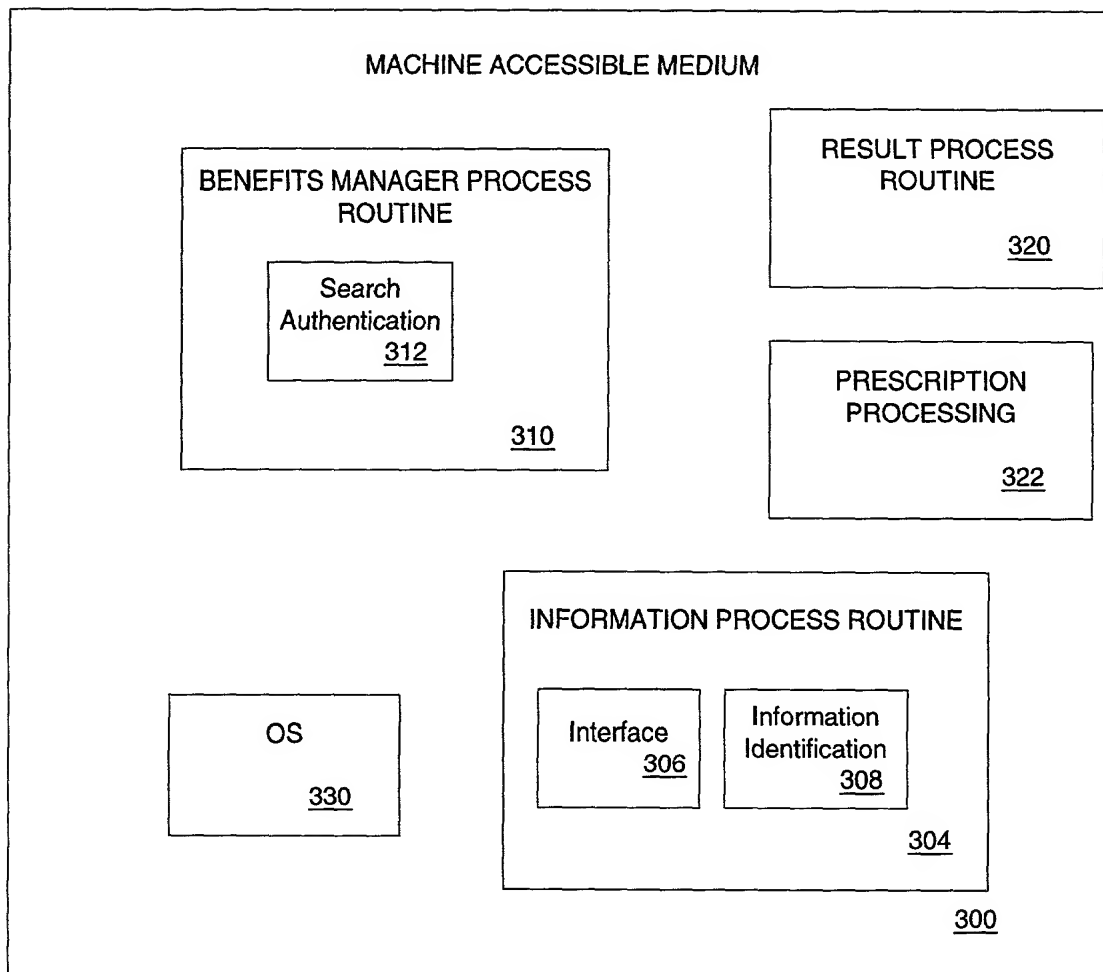 MACHINE ACCESSIBLE MEDIUM
BENEFITS MANAGER PROCESS
ROUTINE
Search
Authentication
312
310
RESULT PROCESS
ROUTINE
320
PRESCRIPTION
PROCESSING
322
INFORMATION PROCESS ROUTINE
Interface
306
Information
Identification
308
304
OS
330
300